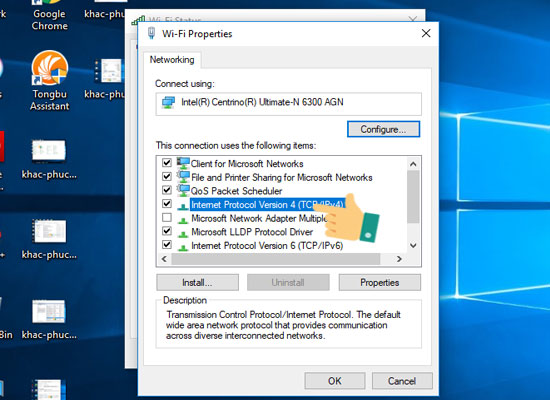 Google
Chrome
khac-ph
Tongbu
Assistant
khac-phuc
khac-phuc...
khac-phuc...
khac-phuc...
Bin
Wi-Fi Status
Wi-Fi Properties
Networking
Connect using:
Intel(R) Centrino(R) Ultimate-N 6300 AGN
Configure...
This connection uses the following items:
Client for Microsoft Networks
File and Printer Sharing for Microsoft Networks
QoS Packet Scheduler
Internet Protocol Version 4 (TCP/IPv4)
Microsoft Network Adapter Multiple
Microsoft LLDP Protocol Driver
Internet Protocol Version 6 (TCP/IPv6)
Install...
Uninstall
Properties
Description
Transmission Control Protocol/Internet Protocol. The default
wide area network protocol that provides communication
across diverse interconnected networks.
OK
Cancel